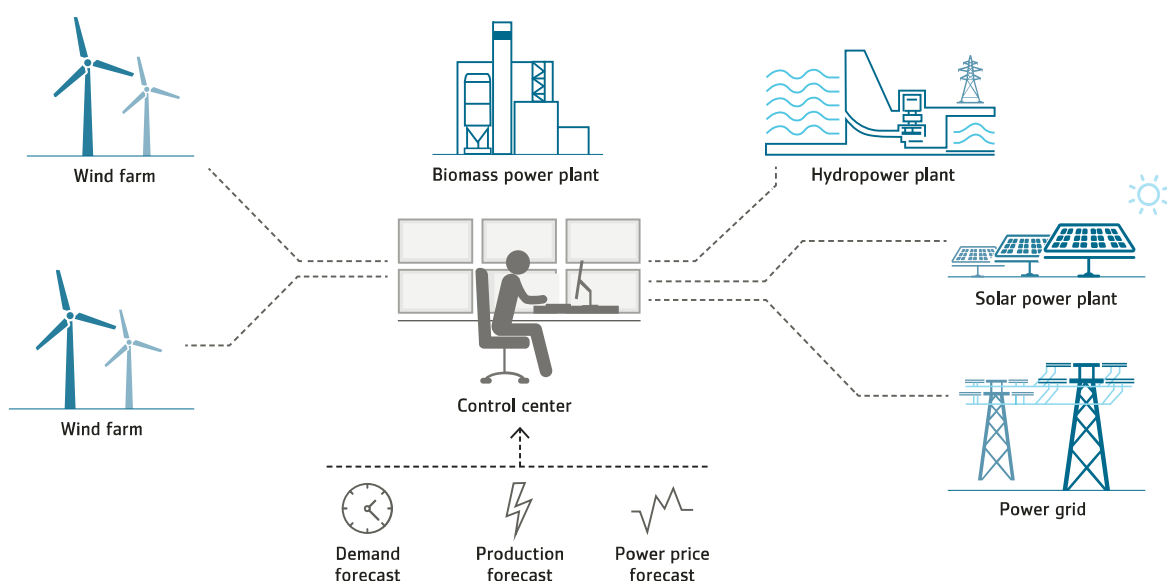 Wind farm
Biomass power plant
Hydropower plant
Solar power plant
Wind farm
Control center
Power grid
Demand
forecast
Production
forecast
Power price
forecast